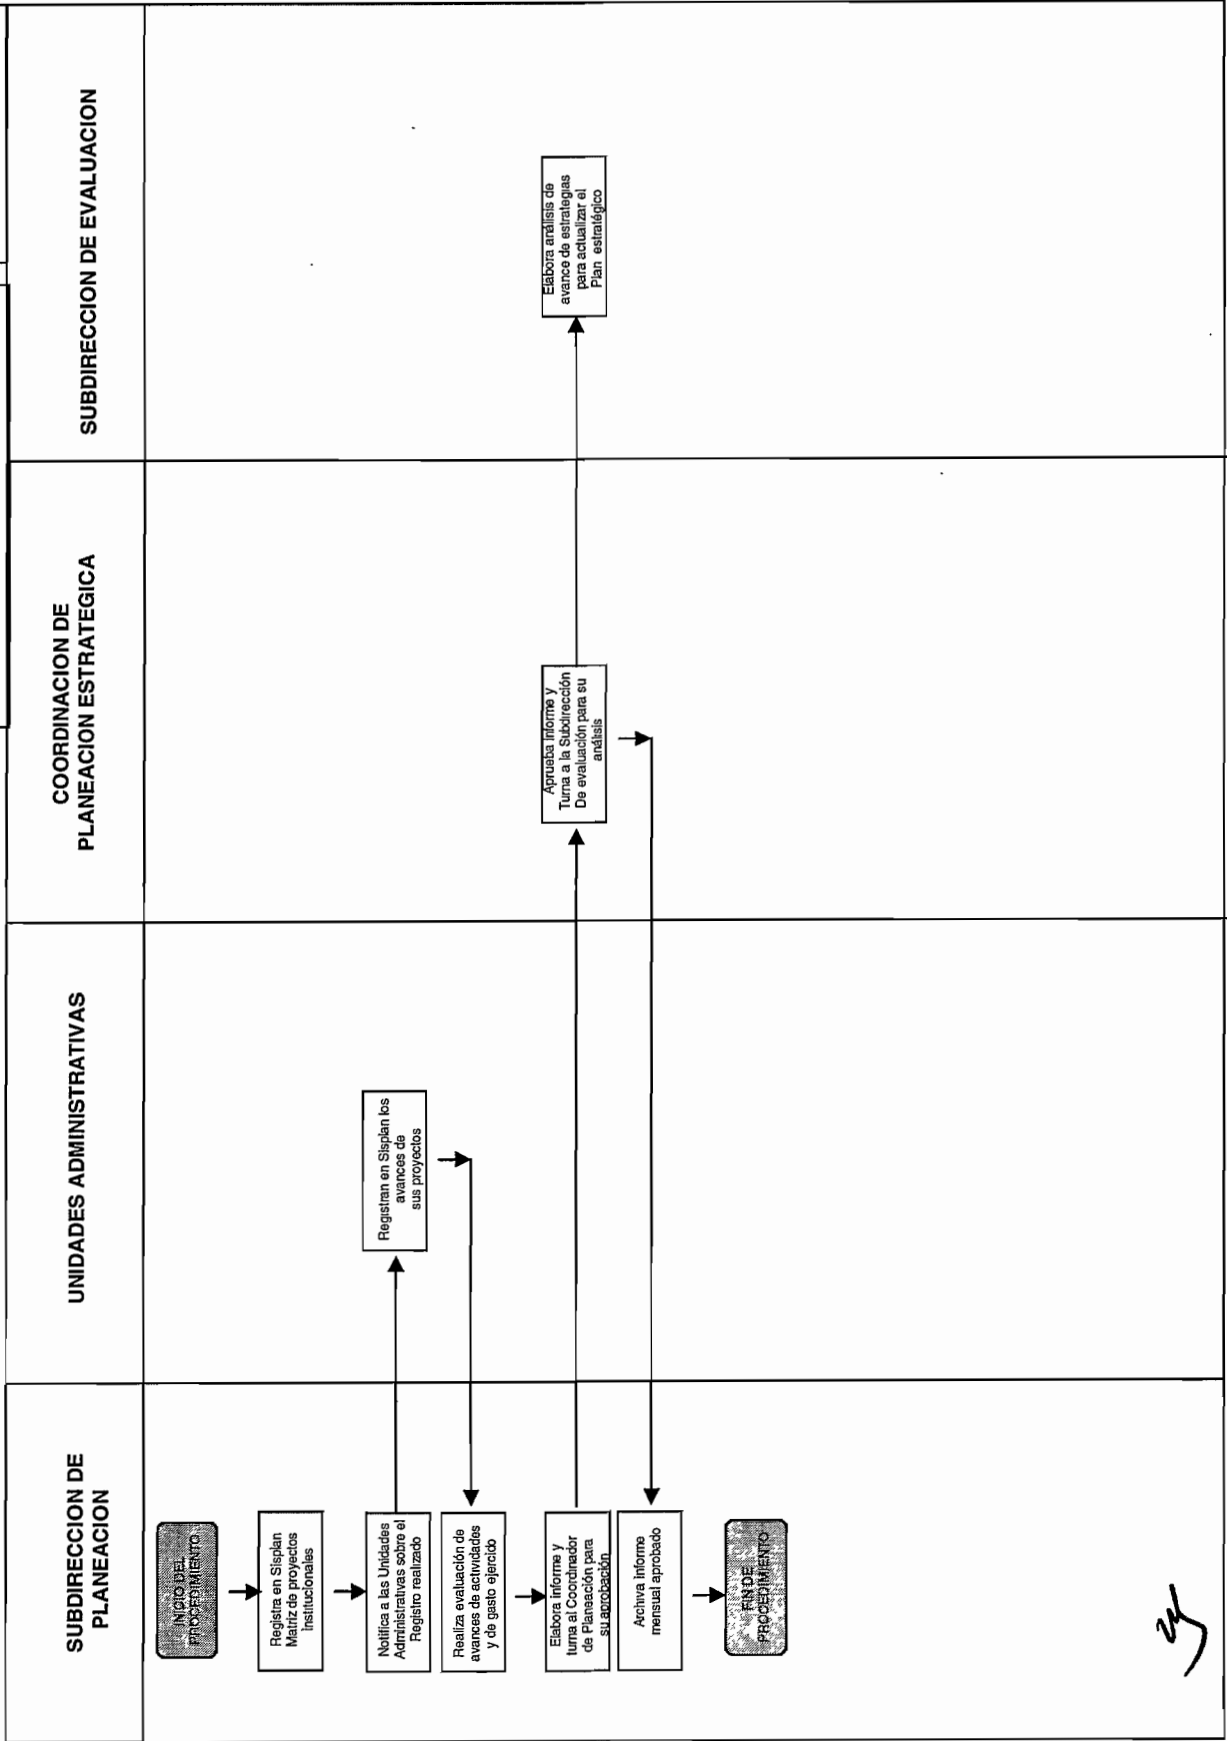 SUBDIRECCION DE
PLANEACION
UNIDADES ADMINISTRATIVAS
COORDINACION DE
PLANEACION ESTRATEGICA
SUBDIRECCION DE EVALUACION
INICIO DEL
PROCEDIMIENTO
Registra en Sisplan
Matriz de proyectos
Institucionales
Notifica a las Unidades
Administrativas sobre el
Registro realizado
Registran en Sisplan los
avances de
sus proyectos
Realiza evaluación de
avances de actividades
y de gasto ejercido
Elabora informe y
turna al Coordinador
de Planeación para
su aprobación
Aprueba informe y
Turna a la Subdirección
De evaluación para su
análisis
Elabora análisis de
avance de estrategias
para actualizar el
Plan estratégico
Archiva informe
mensual aprobado
FIN DE
PROCEDIMIENTO